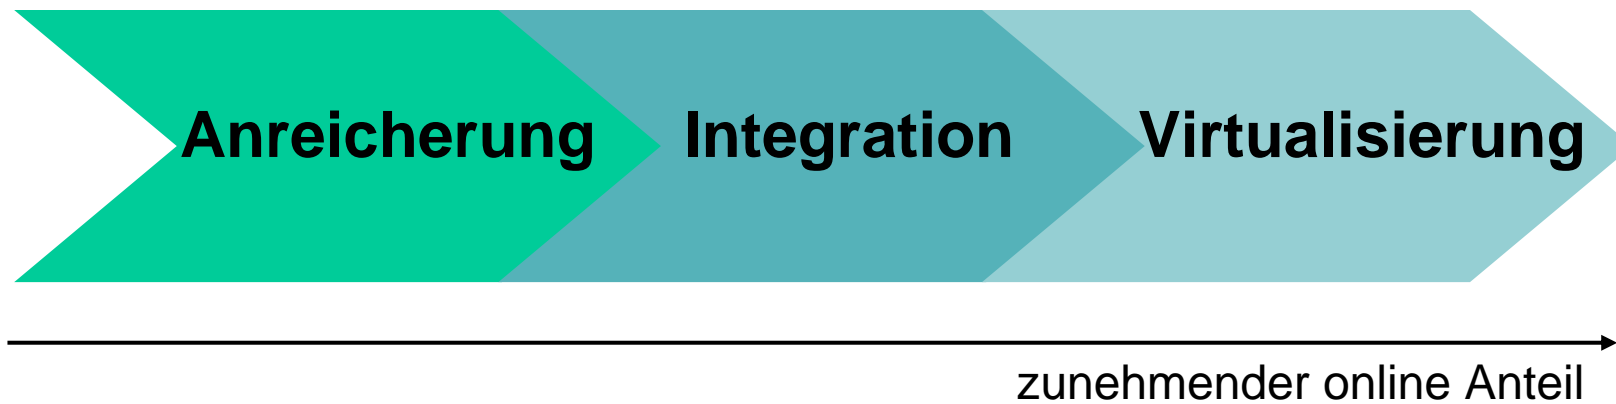 Anreicherung Integration Virtualisierung
zunehmender online Anteil